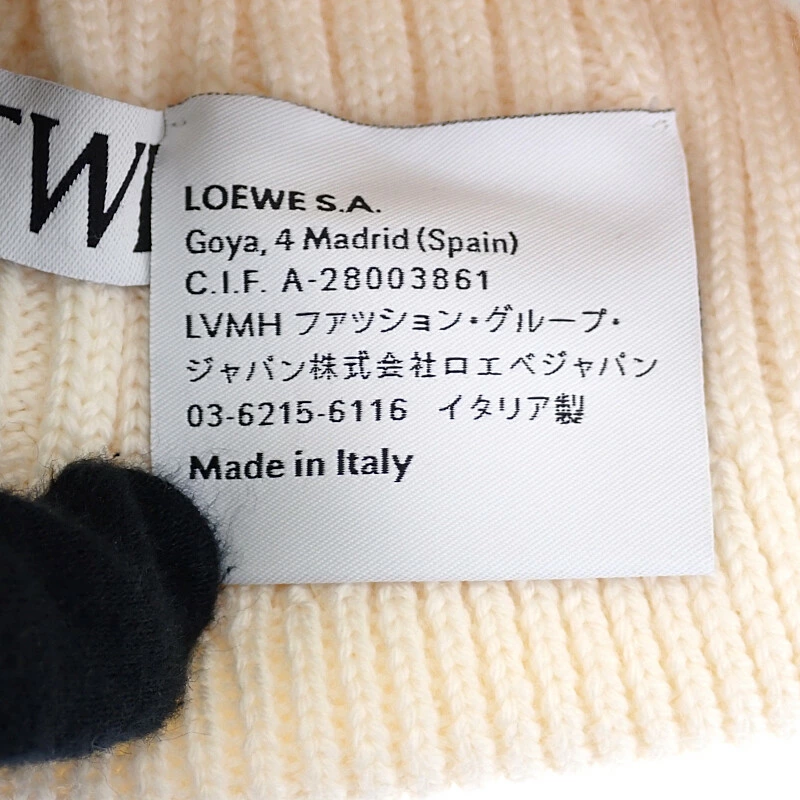 LOEWE S.A.
Goya, 4 Madrid (Spain)
C.I.F. A-28003861
LVMH ファッション・グループ・
ジャパン株式会社ロエベジャパン
03-6215-6116 イタリア製
Made in Italy